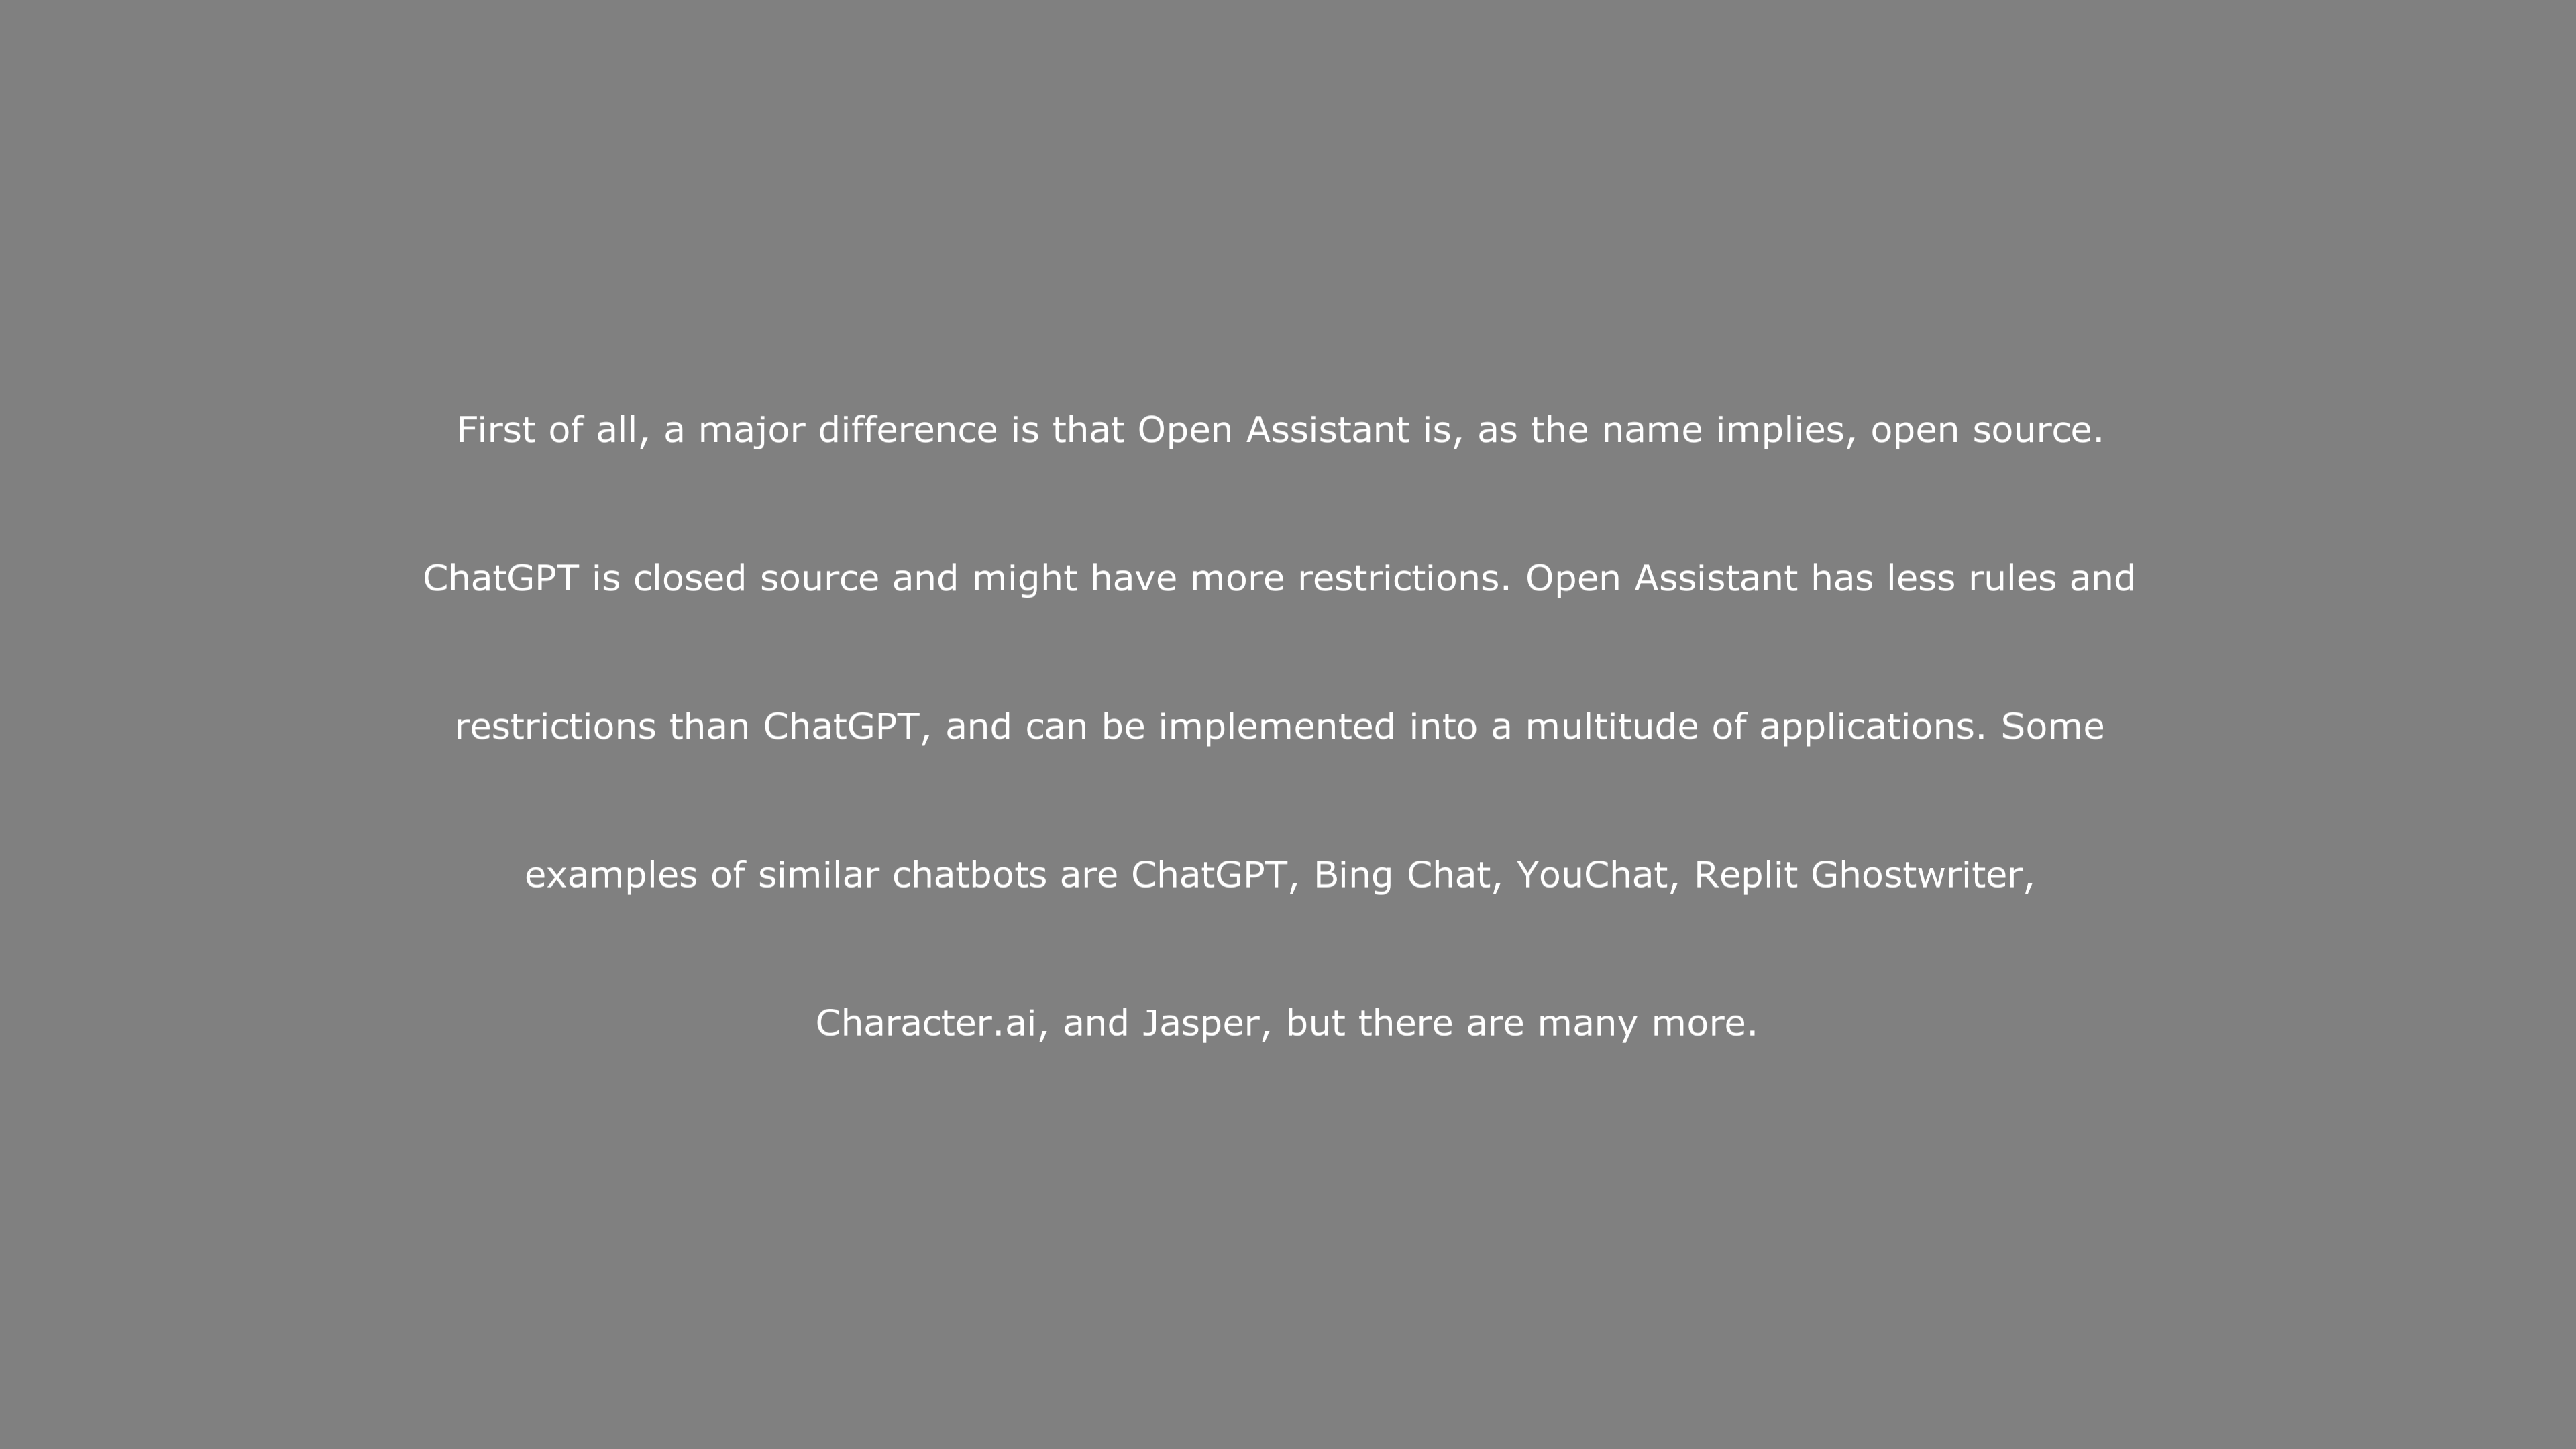 First of all, a major difference is that Open Assistant is, as the name implies, open source.
ChatGPT is closed source and might have more restrictions. Open Assistant has less rules and
restrictions than ChatGPT, and can be implemented into a multitude of applications. Some
examples of similar chatbots are ChatGPT, Bing Chat, YouChat, Replit Ghostwriter,
Character.ai, and Jasper, but there are many more.